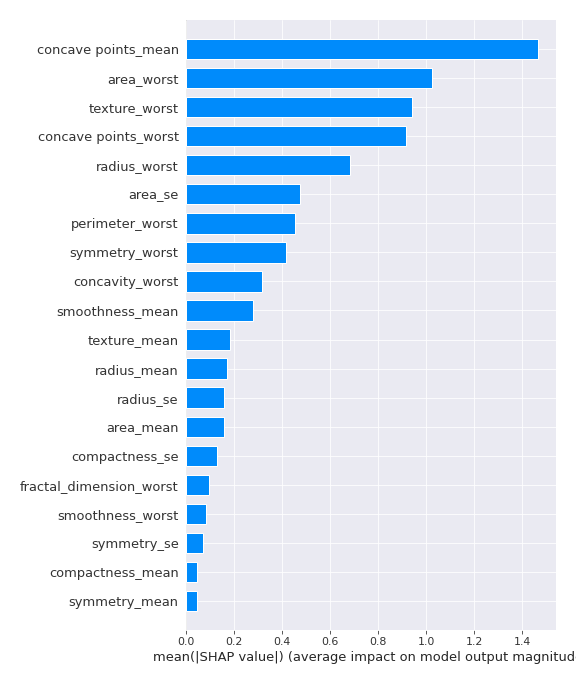 concave points_mean
area_worst
texture_worst
concave points_worst
radius_worst
area_se
perimeter_worst
symmetry_worst
concavity_worst
smoothness_mean
texture_mean
radius_mean
radius_se
area_mean
compactness_se
fractal_dimension_worst
smoothness_worst
symmetry_se
compactness_mean
symmetry_mean
0.0 0.2 0.4 0.6 0.8 1.0 1.2 1.4
mean(|SHAP value|) (average impact on model output magnitud